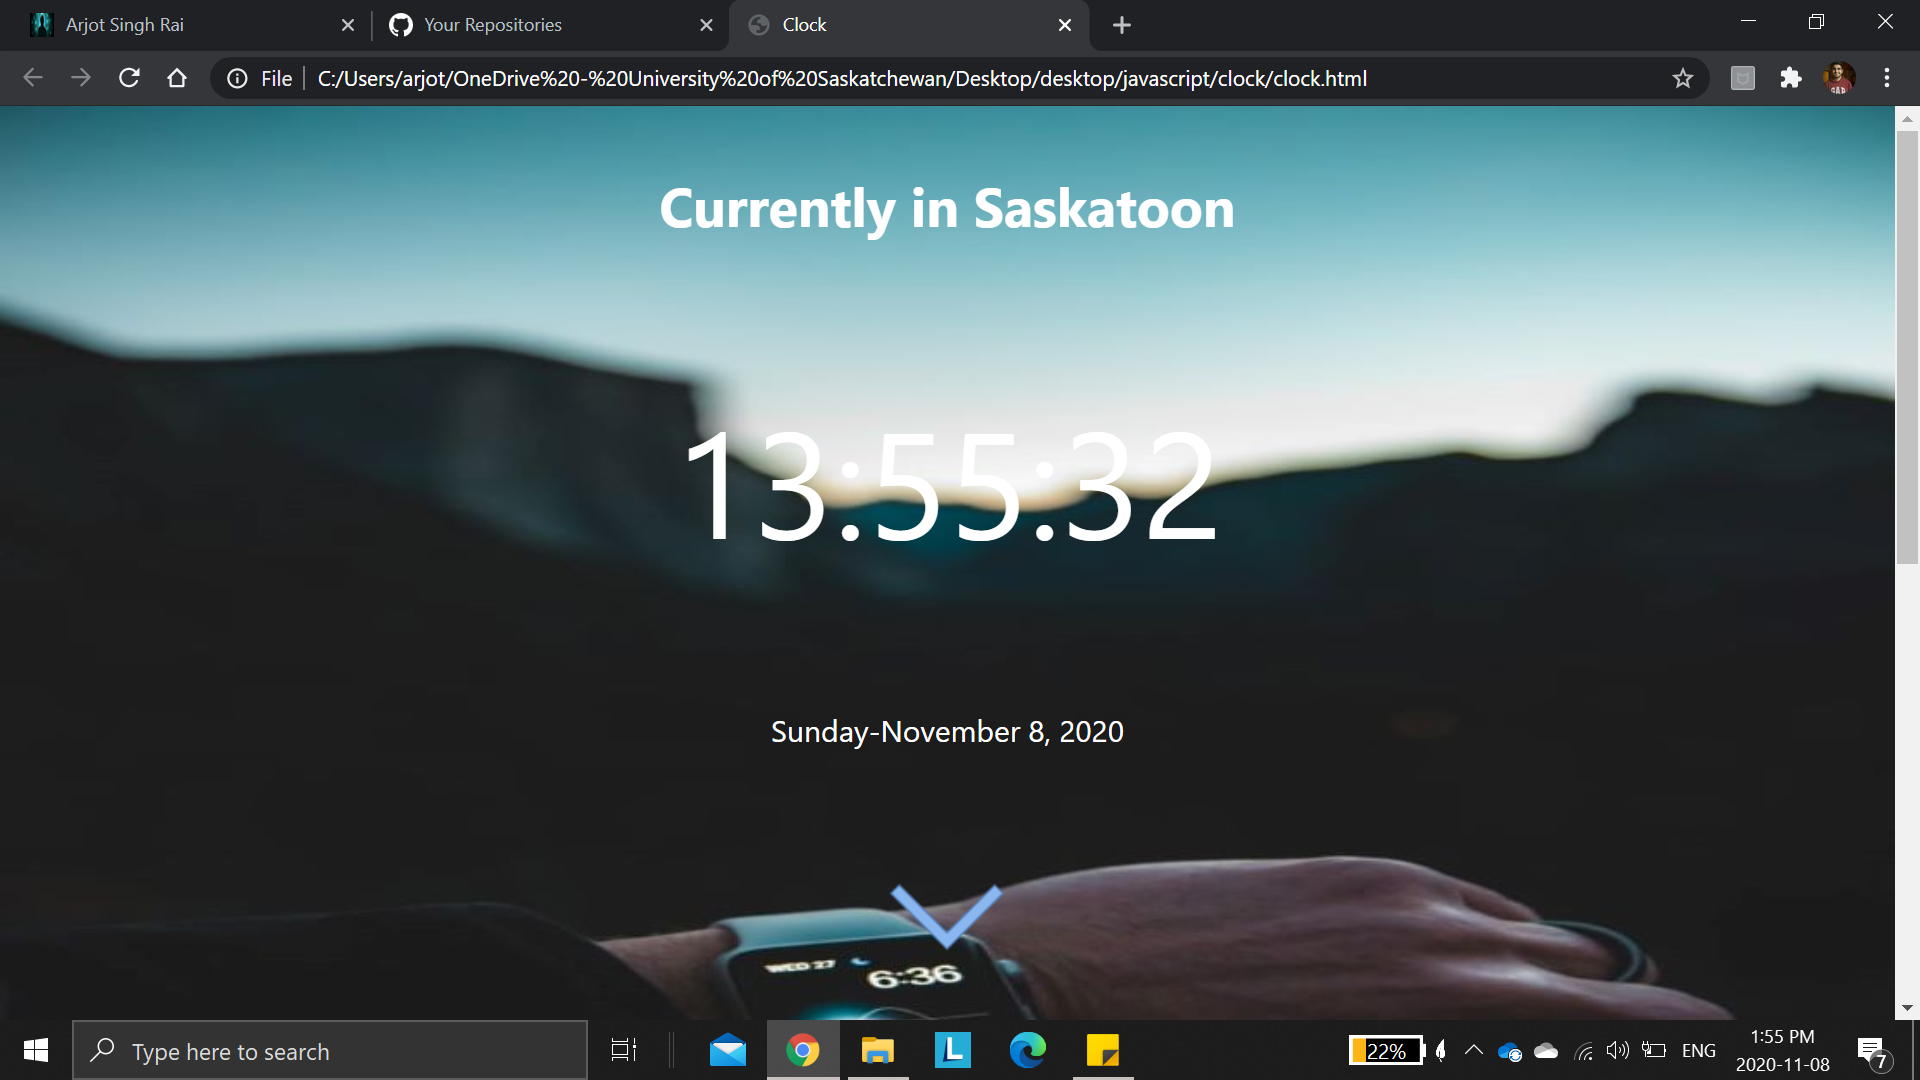 Arjot Singh Rai
Your Repositories
Clock
File
C:/Users/arjot/OneDrive%20-%20University%20of%20Saskatchewan/Desktop/desktop/javascript/clock/clock.html
Currently in Saskatoon
13:55:32
Sunday-November 8, 2020
WED 27
6:36
Type here to search
L
22%
ENG
1:55 PM
2020-11-08
7